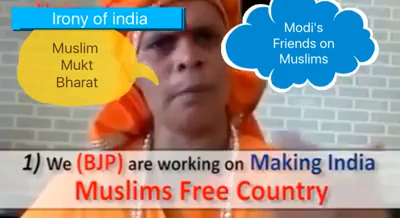 Irony of india
Muslim
Mukt
Bharat
Modi's
Friends on
Muslims
1) We (BJP) are working on Making India
Muslims Free Country